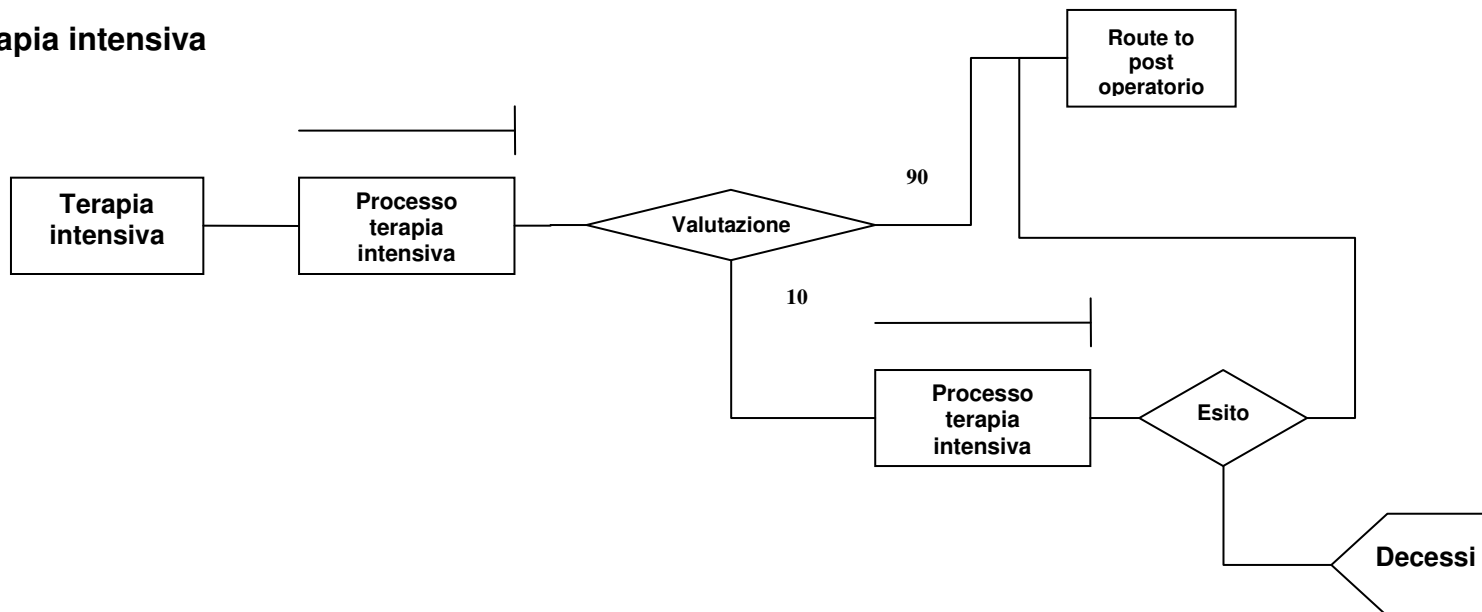 apia intensiva
Route to
post
operatorio
90
Terapia
intensiva
Processo
terapia
intensiva
Valutazione
10
Processo
terapia
intensiva
Esito
Decessi